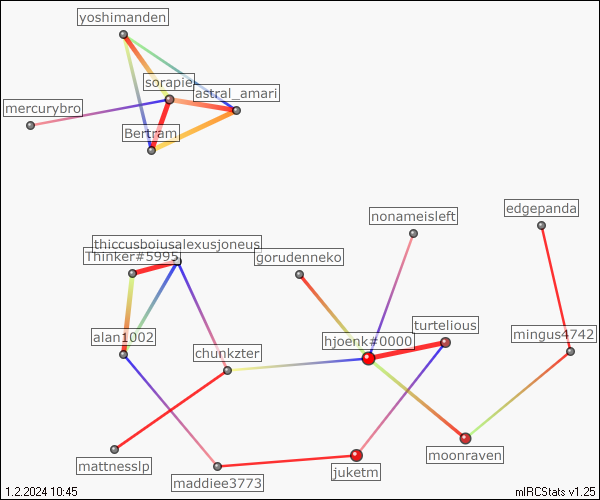 yoshimanden
sorapie
astral_amari
mercurybro
Bertram
edgepanda
nonameisleft
thiccusboiusalexusjoneus
Thinker#5995
gorudenneko
turtelious
alan1002
hjoenk#0000
mingus4742
chunkzter
moonraven
mattnesslp
juketm
maddiee3773
1.2.2024 10:45
mIRCStats v1.25